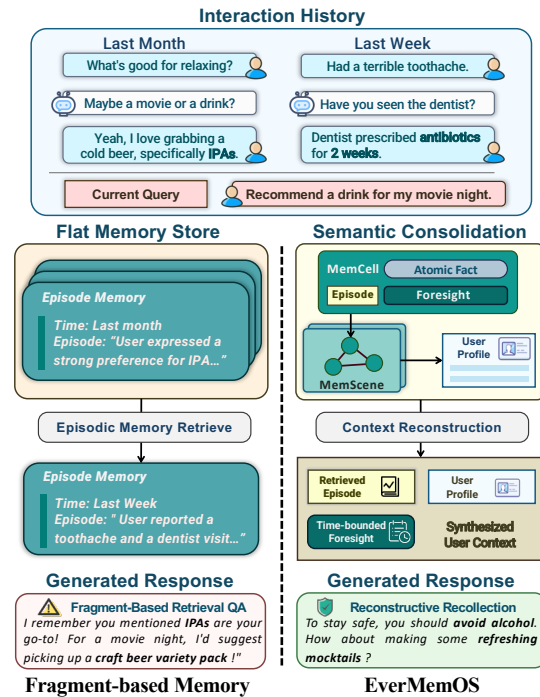 Interaction History
Last Month
Last Week
What's good for relaxing?
Had a terrible toothache.
Maybe a movie or a drink?
Have you seen the dentist?
Yeah, I love grabbing a
cold beer, specifically IPAs.
Dentist prescribed antibiotics
for 2 weeks.
Current Query
Recommend a drink for my movie night.
Flat Memory Store
Episode Memory
Time: Last month
Episode: "User expressed a
strong preference for IPA…"
Episodic Memory Retrieve
Episode Memory
Time: Last Week
Episode: " User reported a
toothache and a dentist visit…"
Generated Response
Fragment-Based Retrieval QA
I remember you mentioned IPAs are your
go-to! For a movie night, I'd suggest
picking up a craft beer variety pack !"
Fragment-based Memory
Semantic Consolidation
MemCell
Atomic Fact
Episode
Foresight
MemScene
User
Profile
Context Reconstruction
Retrieved
Episode
User
Profile
Time-bounded
Foresight
Synthesized
User Context
Generated Response
Reconstructive Recollection
To stay safe, you should avoid alcohol.
How about making some refreshing
mocktails ?
EverMemOS